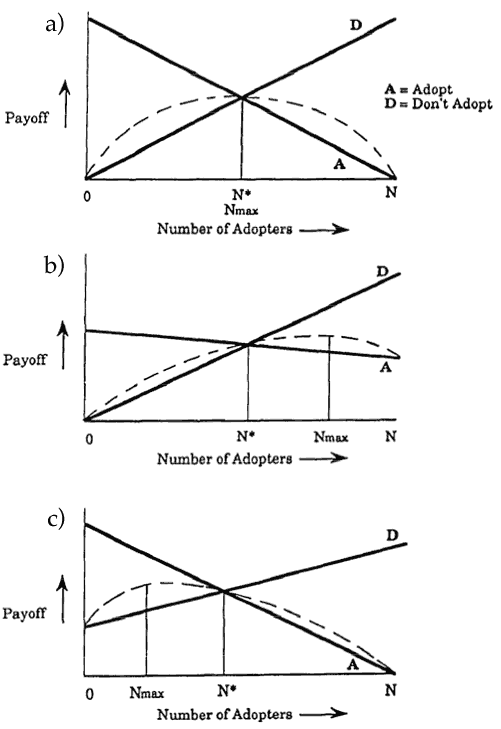 a)
D
A = Adopt
D = Don't Adopt
Payoff
A
0
N*
N
Nmax
Number of Adopters
b)
D
Payoff
A
0
N*
Nmax
N
Number of Adopters
c)
D
Payoff
A
0
Nmax
N*
N
Number of Adopters